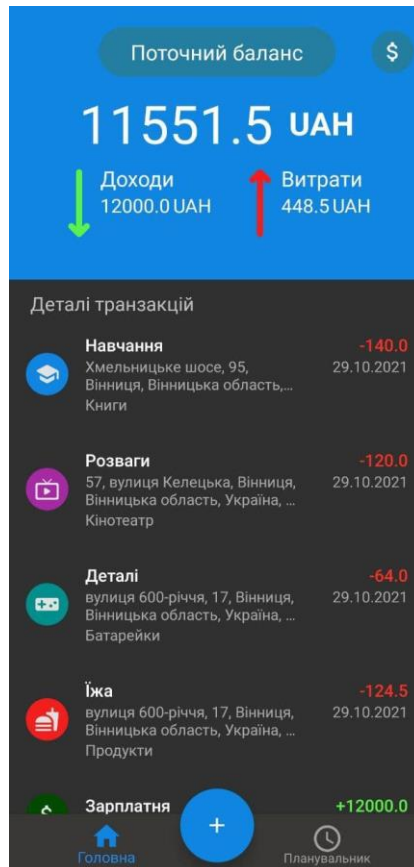 Поточний баланс
$
11551.5 UAH
Доходи
12000.0 UAH
Витрати
448.5 UAH
Деталі транзакцій
Навчання
-140.0
Хмельницьке шосе, 95,
29.10.2021
Вінниця, Вінницька область,...
Книги
Розваги
-120.0
57, вулиця Келецька, Вінниця,
29.10.2021
Вінницька область, Україна, ...
Кінотеатр
Деталі
-64.0
вулиця 600-річчя, 17, Вінниця,
29.10.2021
Вінницька область, Україна, ...
Батарейки
Їжа
-124.5
вулиця 600-річчя, 17, Вінниця,
29.10.2021
Вінницька область, Україна, ...
Продукти
$
Зарплатня
+12000.0
+
Головна
Планувальник